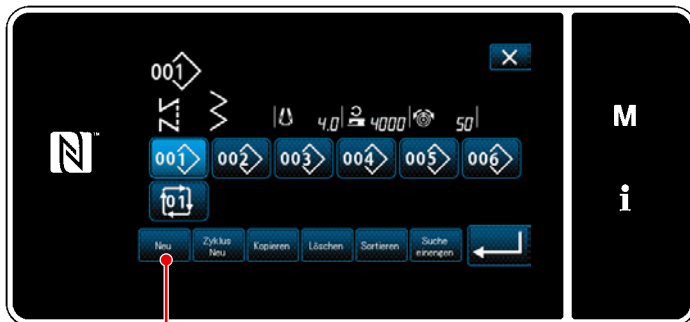 001
4.0 4000 50
001 002 003 004 005 006
01
Neu Zyklus Neu Kopieren Löschen Sortieren Suche einengen
M
i
N